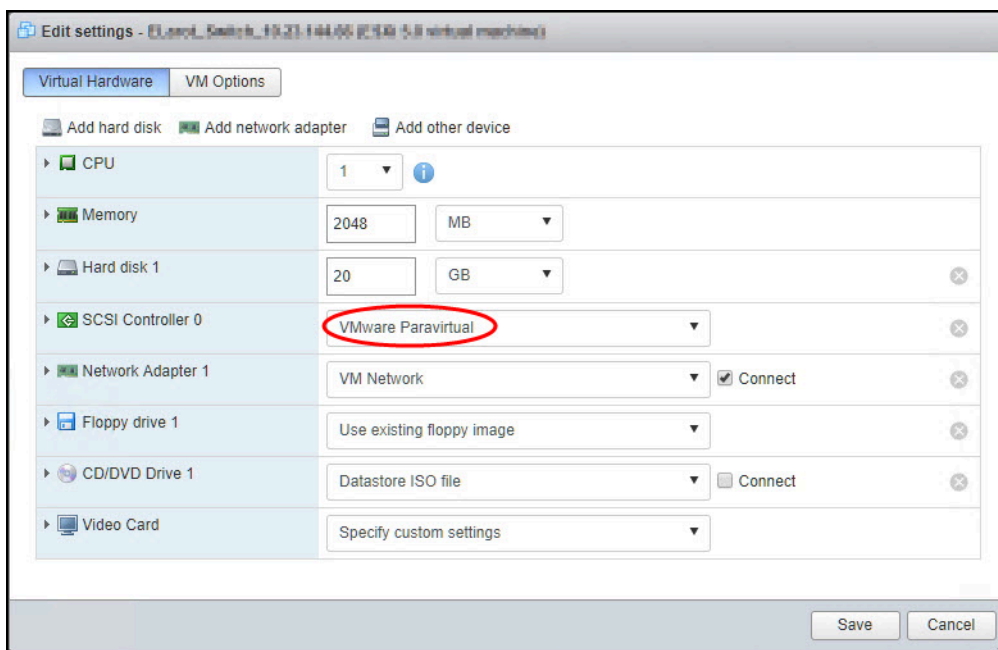 Edit settings -
Virtual Hardware VM Options
Add hard disk Add network adapter Add other device
CPU 1
Memory 2048 MB
Hard disk 1 20 GB
SCSI Controller 0 VMware Paravirtual
Network Adapter 1 VM Network Connect
Floppy drive 1 Use existing floppy image
CD/DVD Drive 1 Datastore ISO file Connect
Video Card Specify custom settings
Save Cancel